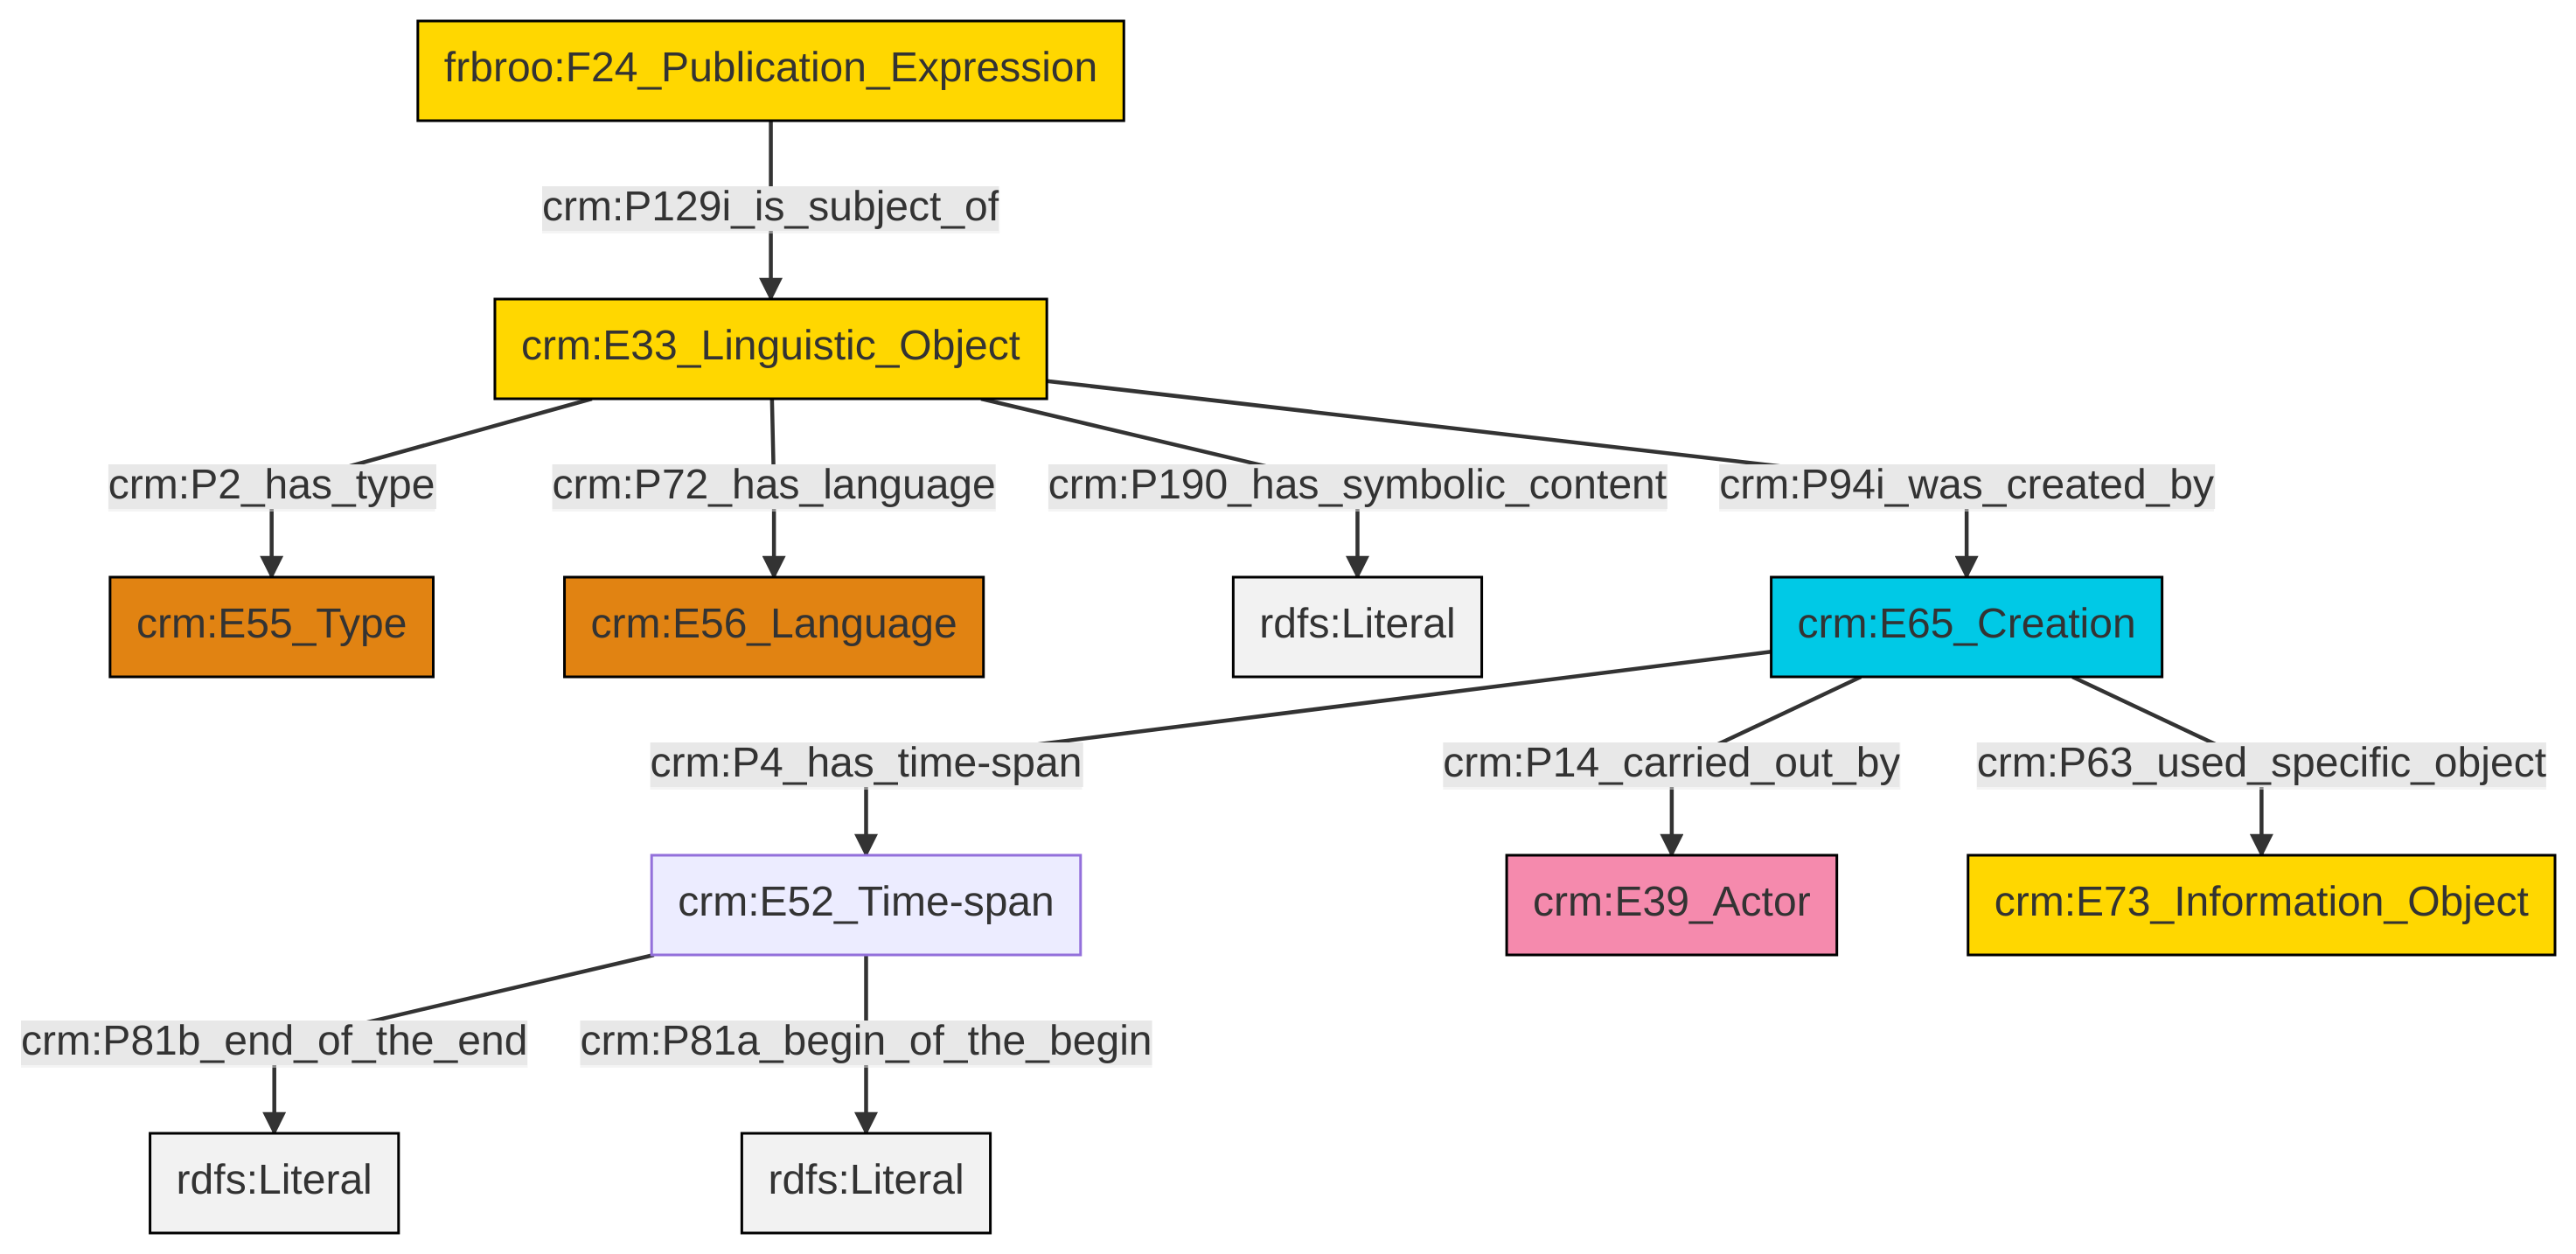 frbroo:F24_Publication_Expression
crm:P129i_is_subject_of
crm:E33_Linguistic_Object
crm:P2_has_type
crm:P72_has_language
crm:P190_has_symbolic_content
crm:P94i_was_created_by
crm:E55_Type
crm:E56_Language
rdfs:Literal
crm:E65_Creation
crm:P4_has_time-span
crm:P14_carried_out_by
crm:P63_used_specific_object
crm:E52_Time-span
crm:E39_Actor
crm:E73_Information_Object
crm:P81b_end_of_the_end
crm:P81a_begin_of_the_begin
rdfs:Literal
rdfs:Literal